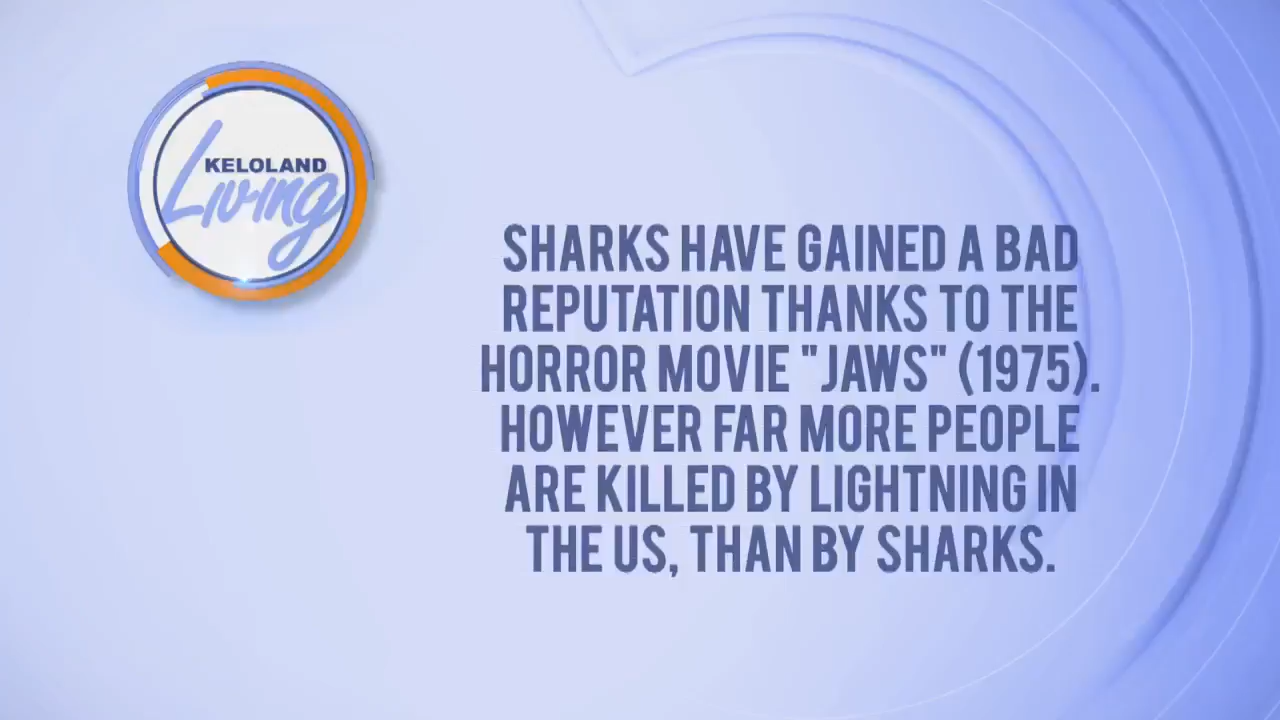 KELOLAND
Living
SHARKS HAVE GAINED A BAD
REPUTATION THANKS TO THE
HORROR MOVIE "JAWS" (1975).
HOWEVER FAR MORE PEOPLE
ARE KILLED BY LIGHTNING IN
THE US, THAN BY SHARKS.